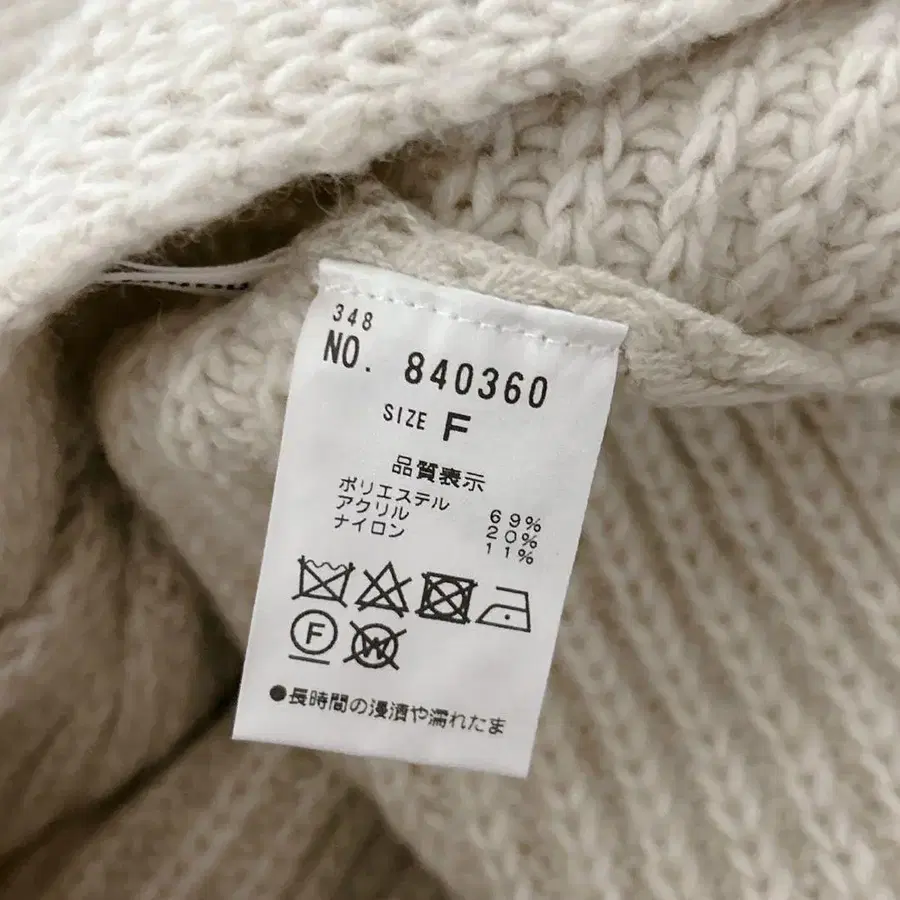 348
NO. 840360
SIZE F
品質表示
ポリエステル 69%
アクリル 20%
ナイロン 11%
F
W
●長時間の浸漬や濡れたま